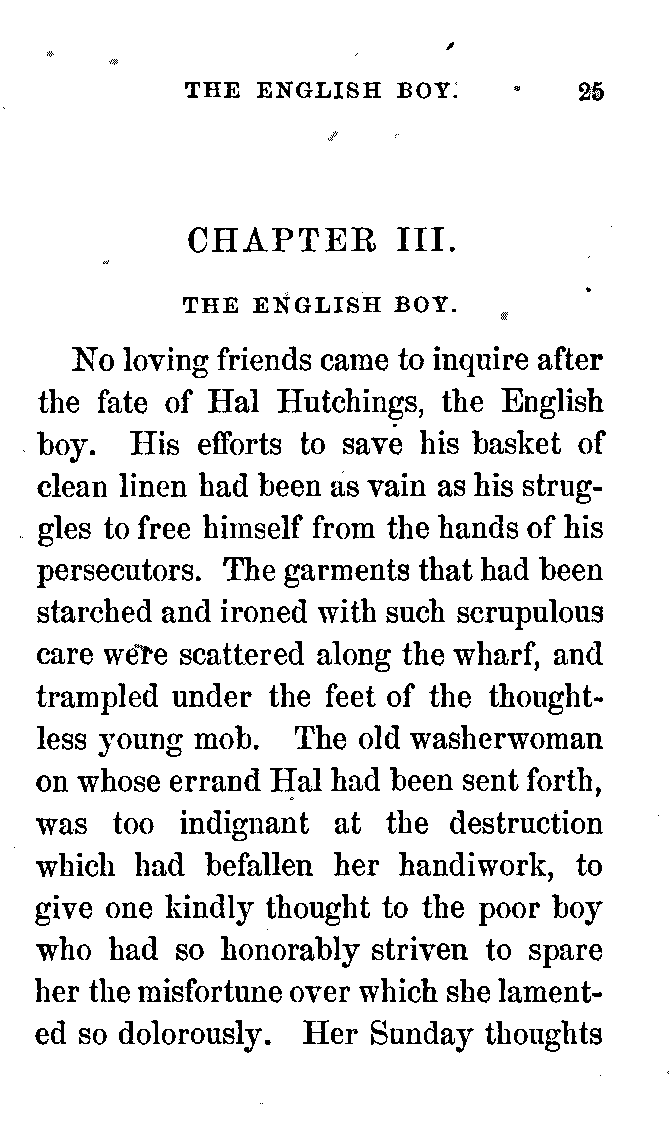 THE ENGLISH BOY. 25
CHAPTER III.
THE ENGLISH BOY.
No loving friends came to inquire after
the fate of Hal Hutchings, the English
boy. His efforts to save his basket of
clean linen had been as vain as his strug-
gles to free himself from the hands of his
persecutors. The garments that had been
starched and ironed with such scrupulous
care were scattered along the wharf, and
trampled under the feet of the thought-
less young mob. The old washerwoman
on whose errand Hal had been sent forth,
was too indignant at the destruction
which had befallen her handiwork, to
give one kindly thought to the poor boy
who had so honorably striven to spare
her the misfortune over which she lament-
ed so dolorously. Her Sunday thoughts